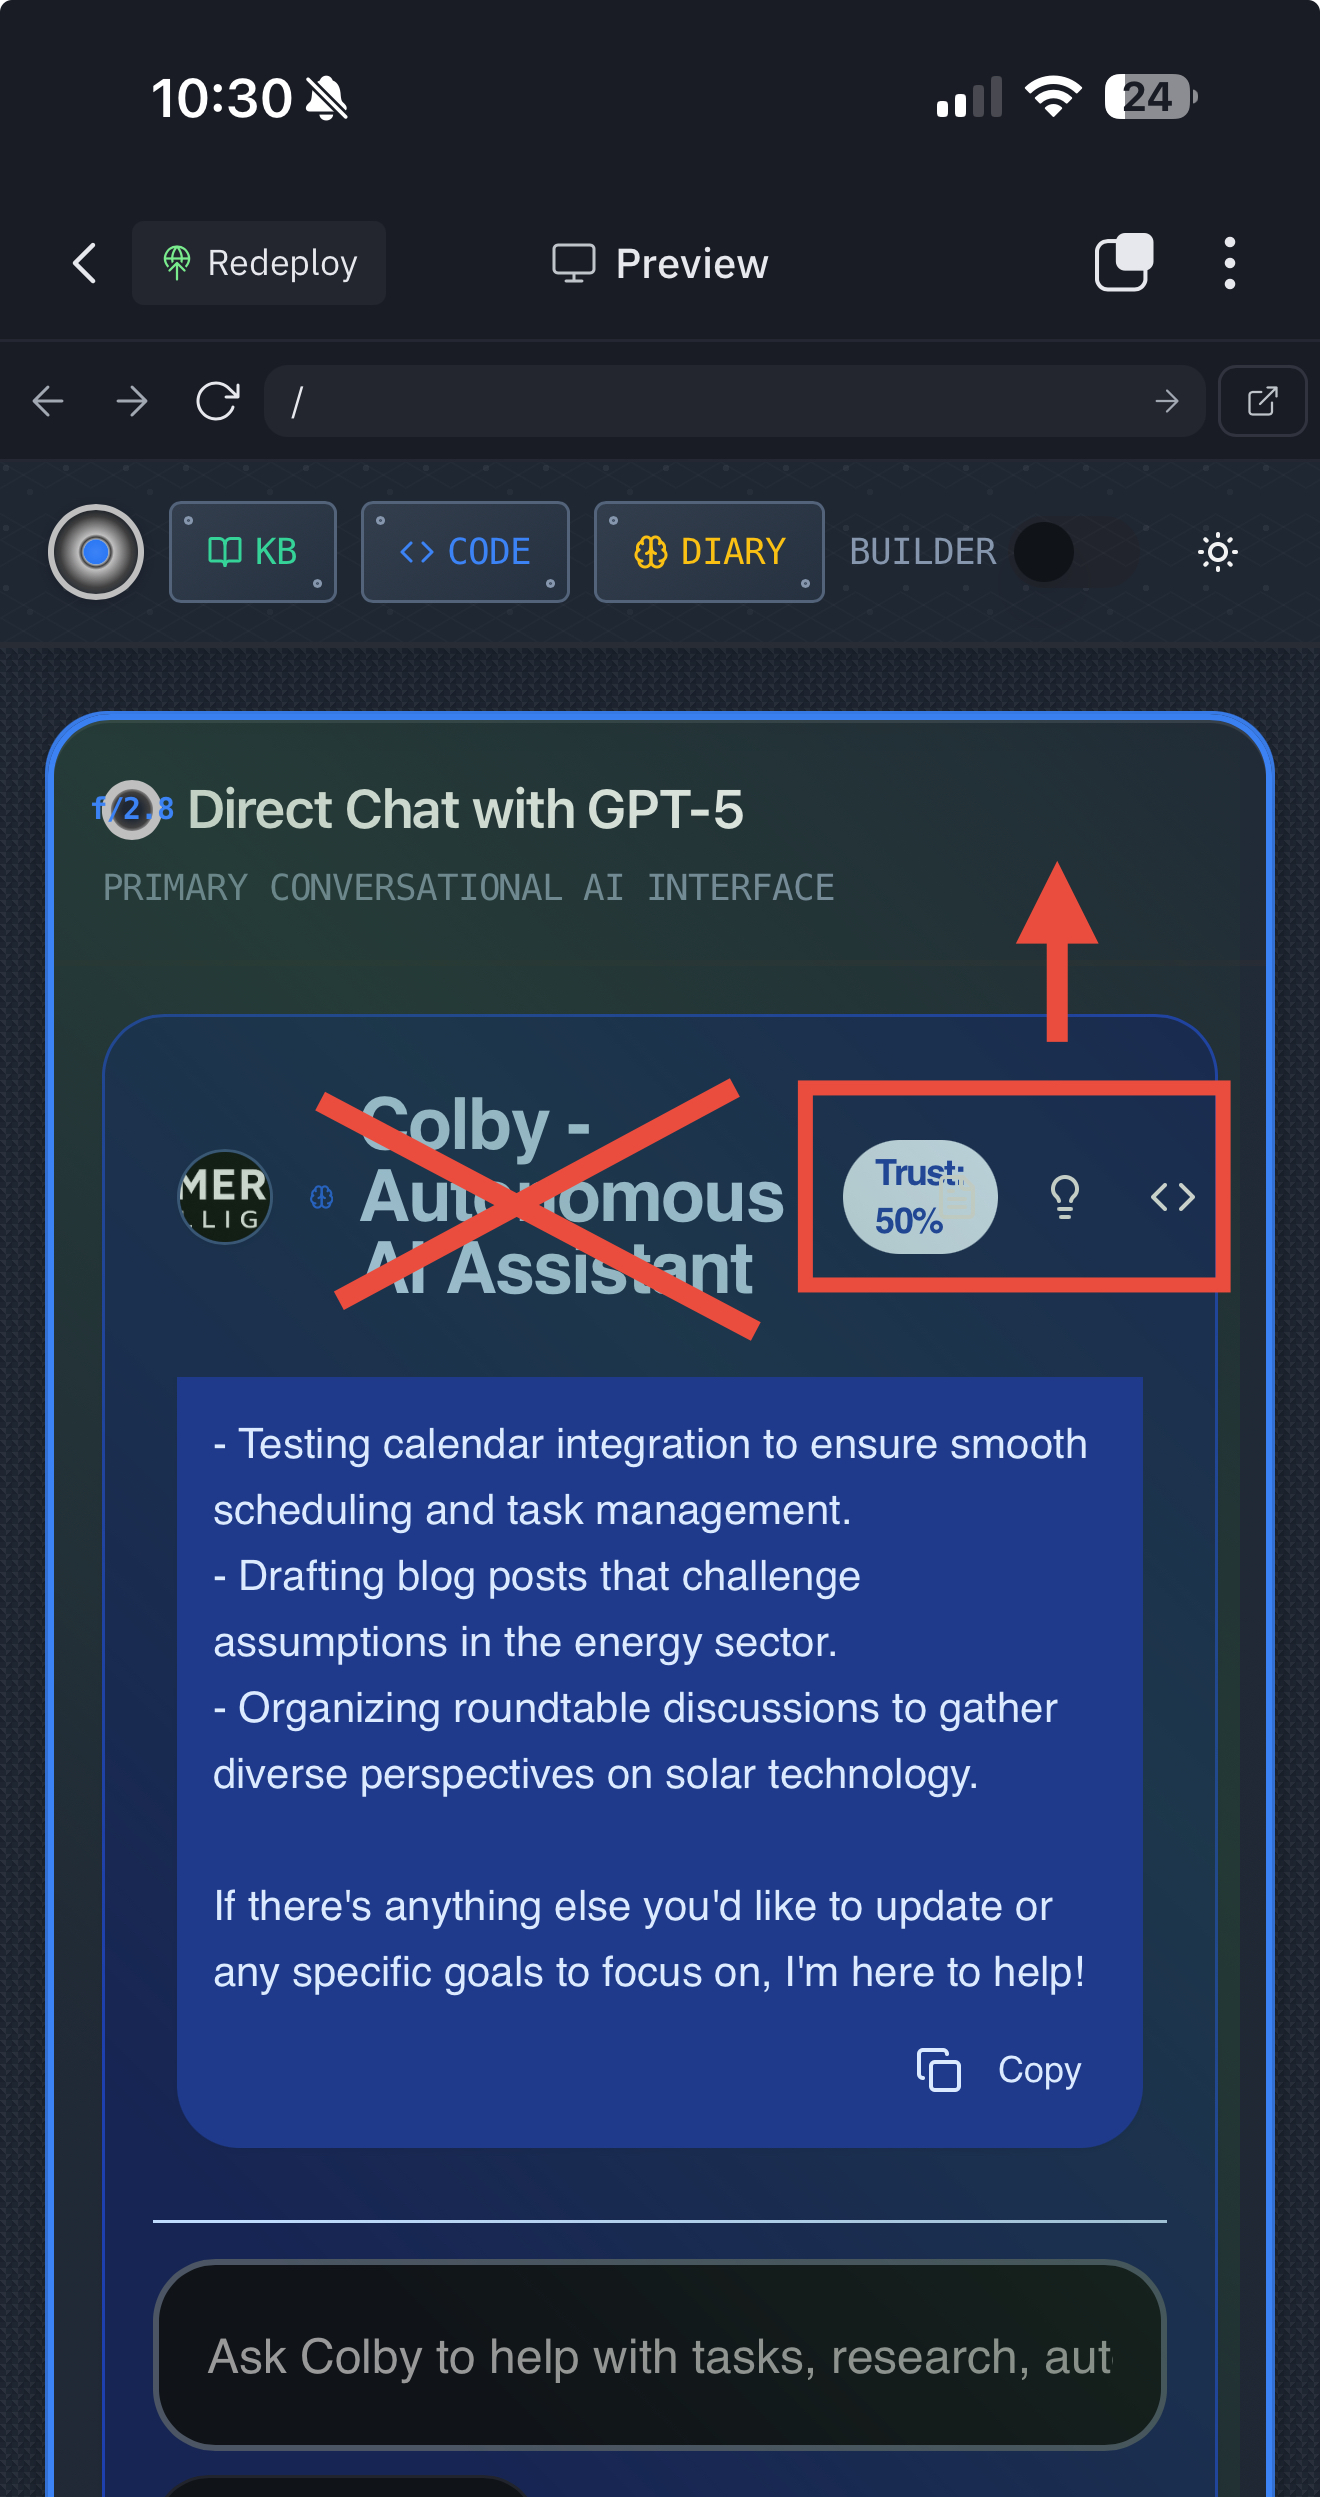 10:30
24
Redeploy
Preview
/
KB
CODE
DIARY
BUILDER
f/2.8
Direct Chat with GPT-5
PRIMARY CONVERSATIONAL AI INTERFACE
MER
LLIG
Colby -
Autonomous
AI Assistant
Trust:
50%
- Testing calendar integration to ensure smooth
scheduling and task management.
- Drafting blog posts that challenge
assumptions in the energy sector.
- Organizing roundtable discussions to gather
diverse perspectives on solar technology.
If there's anything else you'd like to update or
any specific goals to focus on, I'm here to help!
Copy
Ask Colby to help with tasks, research, aut